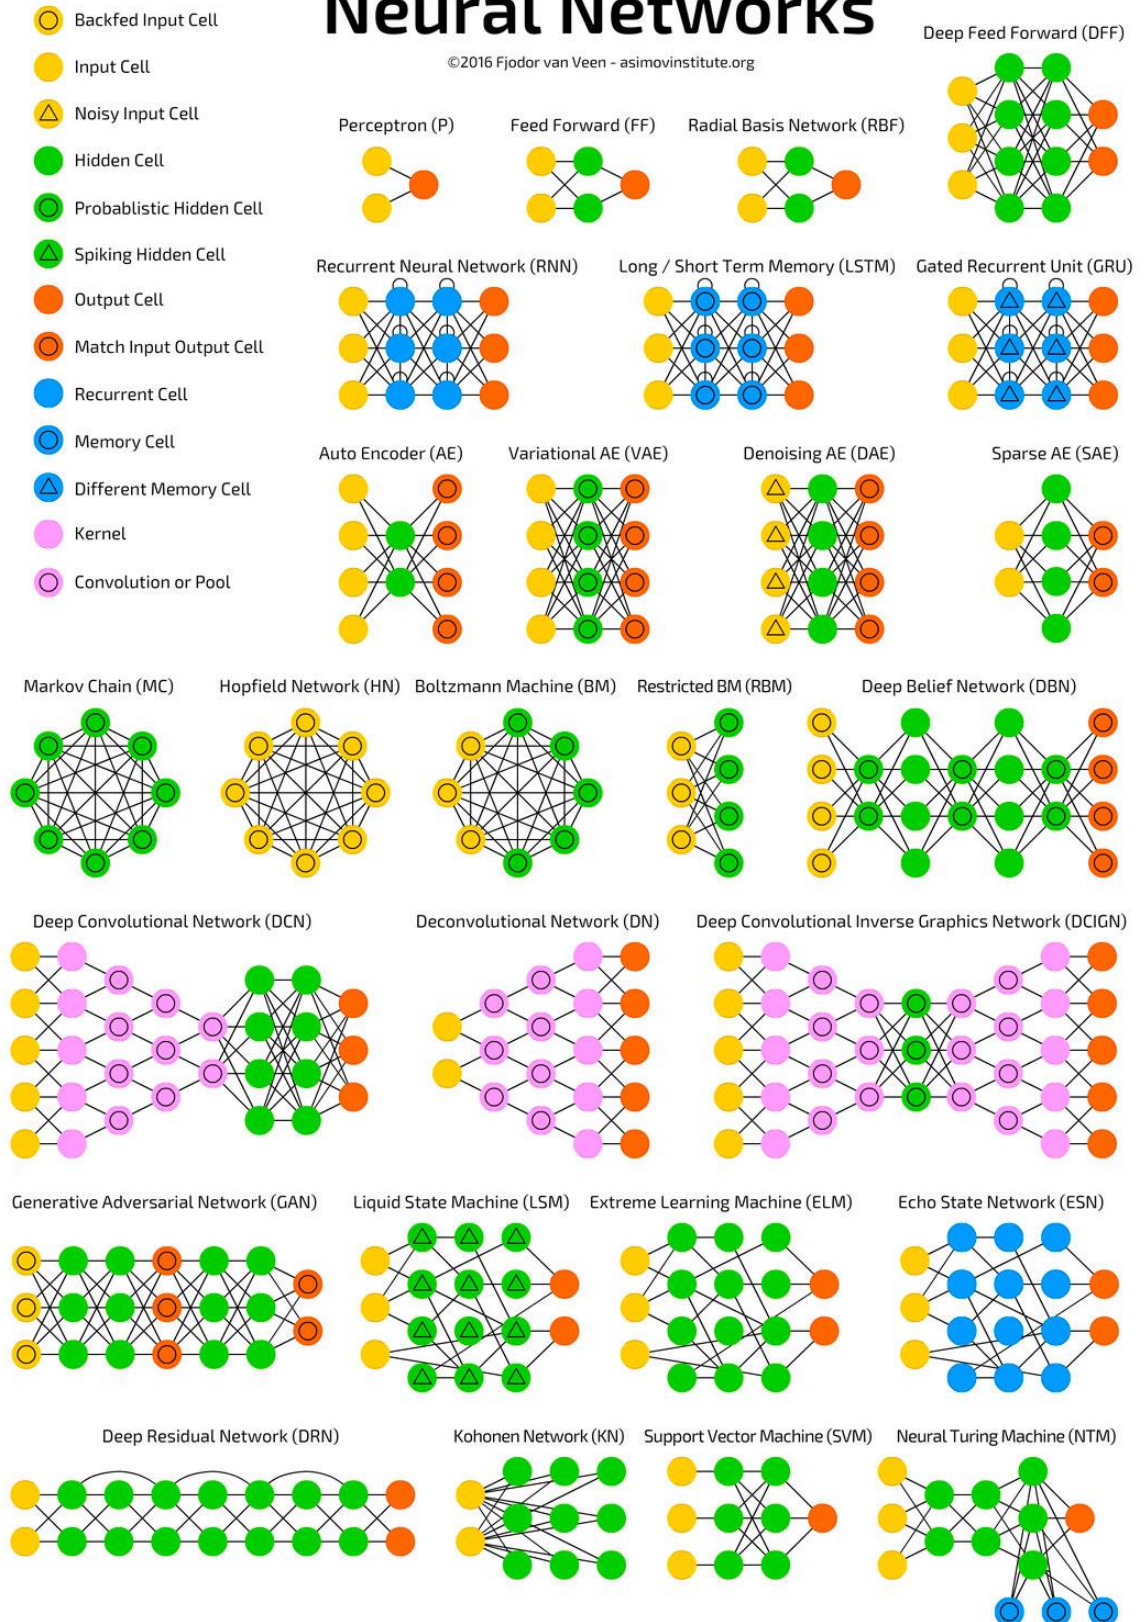 Neural Networks
©2016 Fjodor van Veen - asimovinstitute.org
Backfed Input Cell
Input Cell
Noisy Input Cell
Hidden Cell
Probablistic Hidden Cell
Spiking Hidden Cell
Output Cell
Match Input Output Cell
Recurrent Cell
Memory Cell
Different Memory Cell
Kernel
Convolution or Pool
Deep Feed Forward (DFF)
Perceptron (P)
Feed Forward (FF)
Radial Basis Network (RBF)
Recurrent Neural Network (RNN)
Long / Short Term Memory (LSTM)
Gated Recurrent Unit (GRU)
Auto Encoder (AE)
Variational AE (VAE)
Denoising AE (DAE)
Sparse AE (SAE)
Markov Chain (MC)
Hopfield Network (HN)
Boltzmann Machine (BM)
Restricted BM (RBM)
Deep Belief Network (DBN)
Deep Convolutional Network (DCN)
Deconvolutional Network (DN)
Deep Convolutional Inverse Graphics Network (DCIGN)
Generative Adversarial Network (GAN)
Liquid State Machine (LSM)
Extreme Learning Machine (ELM)
Echo State Network (ESN)
Deep Residual Network (DRN)
Kohonen Network (KN)
Support Vector Machine (SVM)
Neural Turing Machine (NTM)